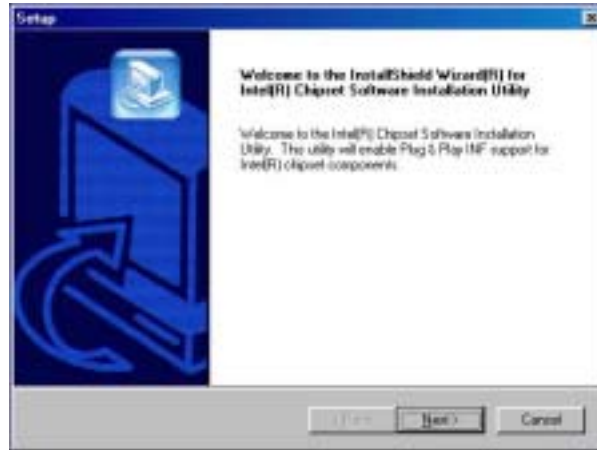 Setup
Welcome to the InstallShield Wizard(R) for
Intel(R) Chipset Software Installation Utility
Welcome to the Intel(R) Chipset Software Installation
Utility. This utility will enable Plug & Play INF support for
Intel(R) chipset components.
Next >
Cancel